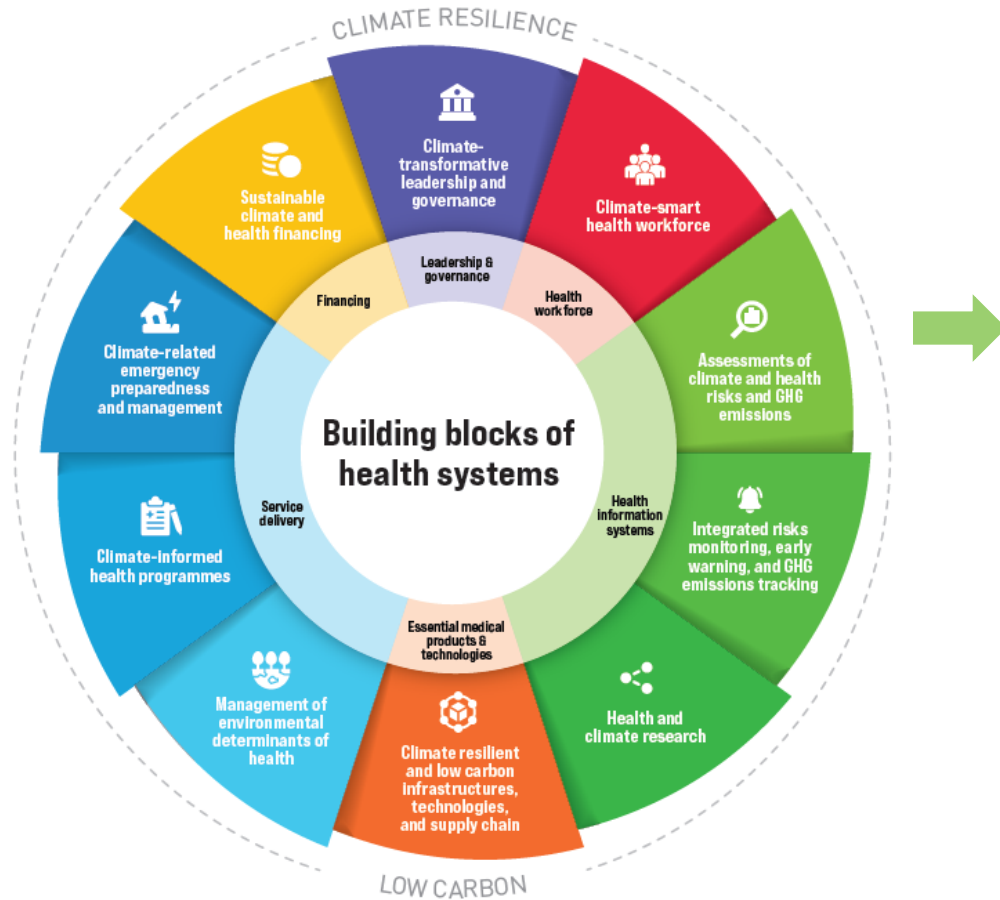 CLIMATE RESILIENCE
Climate-
transformative
leadership and
governance
Climate-smart
health workforce
Assessments of
climate and health
risks and GHG
emissions
Integrated risks
monitoring, early
warning, and GHG
emissions tracking
Health and
climate research
Climate resilient
and low carbon
infrastructures,
technologies,
and supply chain
Management of
environmental
determinants of
health
Climate-informed
health programmes
Climate-related
emergency
preparedness
and management
Sustainable
climate and
health financing
Leadership &
governance
Health
workforce
Health
information
systems
Essential medical
products &
technologies
Service
delivery
Financing
Building blocks of
health systems
LOW CARBON